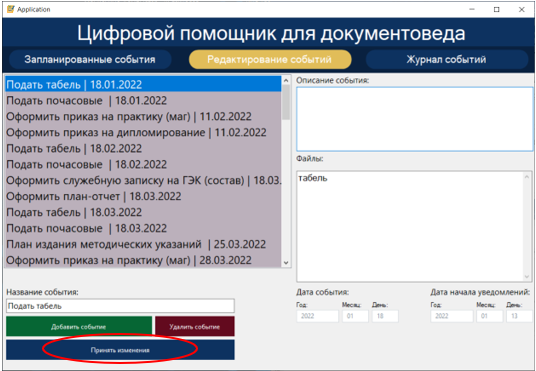 Application
Цифровой помощник для документоведа
Запланированные события
Редактирование событий
Журнал событий
Подать табель | 18.01.2022
Подать почасовые | 18.01.2022
Оформить приказ на практику (маг) | 11.02.2022
Оформить приказ на дипломирование | 11.02.2022
Подать табель | 18.02.2022
Подать почасовые | 18.02.2022
Оформить служебную записку на ГЭК (состав) | 18.03.
Оформить план-отчет | 18.03.2022
Подать табель | 18.03.2022
Подать почасовые | 18.03.2022
План издания методических указаний | 25.03.2022
Оформить приказ на практику (маг) | 28.03.2022
Описание события:
Файлы:
табель
Название события:
Подать табель
Добавить событие
Удалить событие
Принять изменения
Дата события:
Год: Месяц: День:
2022 01 18
Дата начала уведомлений:
Год: Месяц: День:
2022 01 13